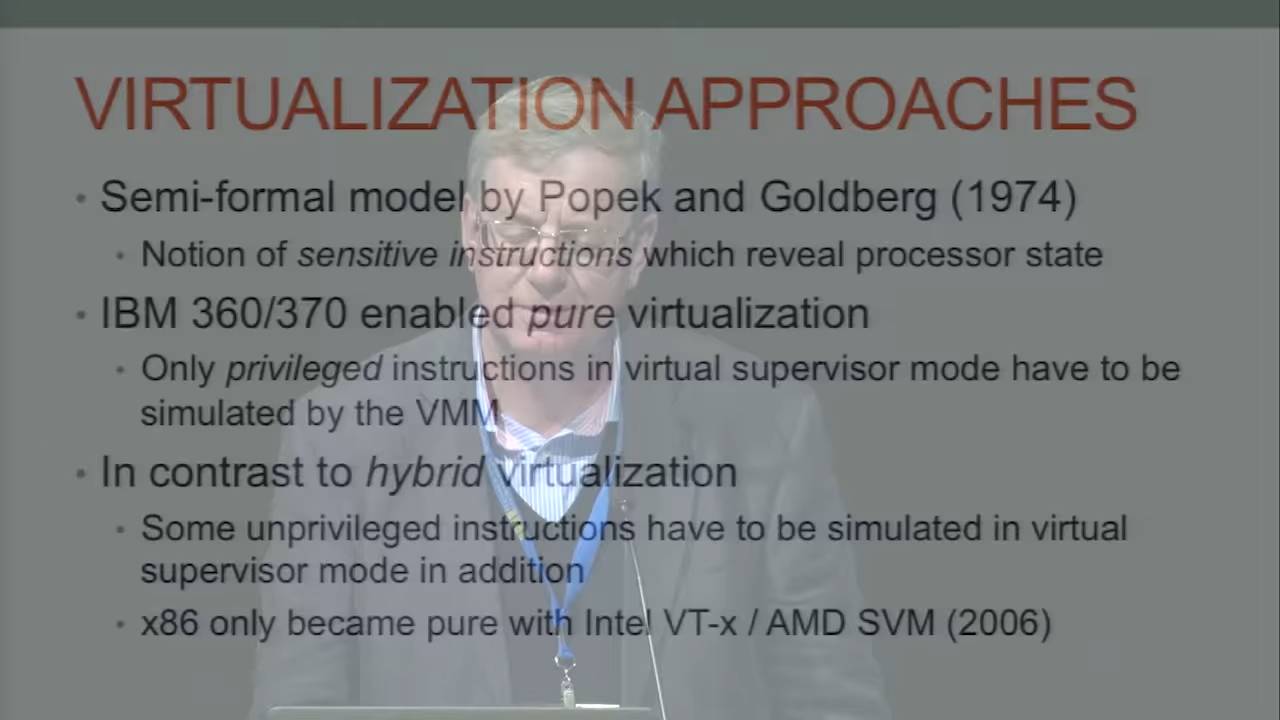 VIRTUALIZATION APPROACHES
• Semi-formal model by Popek and Goldberg (1974)
• Notion of sensitive instructions which reveal processor state
• IBM 360/370 enabled pure virtualization
• Only privileged instructions in virtual supervisor mode have to be
simulated by the VMM
• In contrast to hybrid virtualization
• Some unprivileged instructions have to be simulated in virtual
supervisor mode in addition
• x86 only became pure with Intel VT-x / AMD SVM (2006)